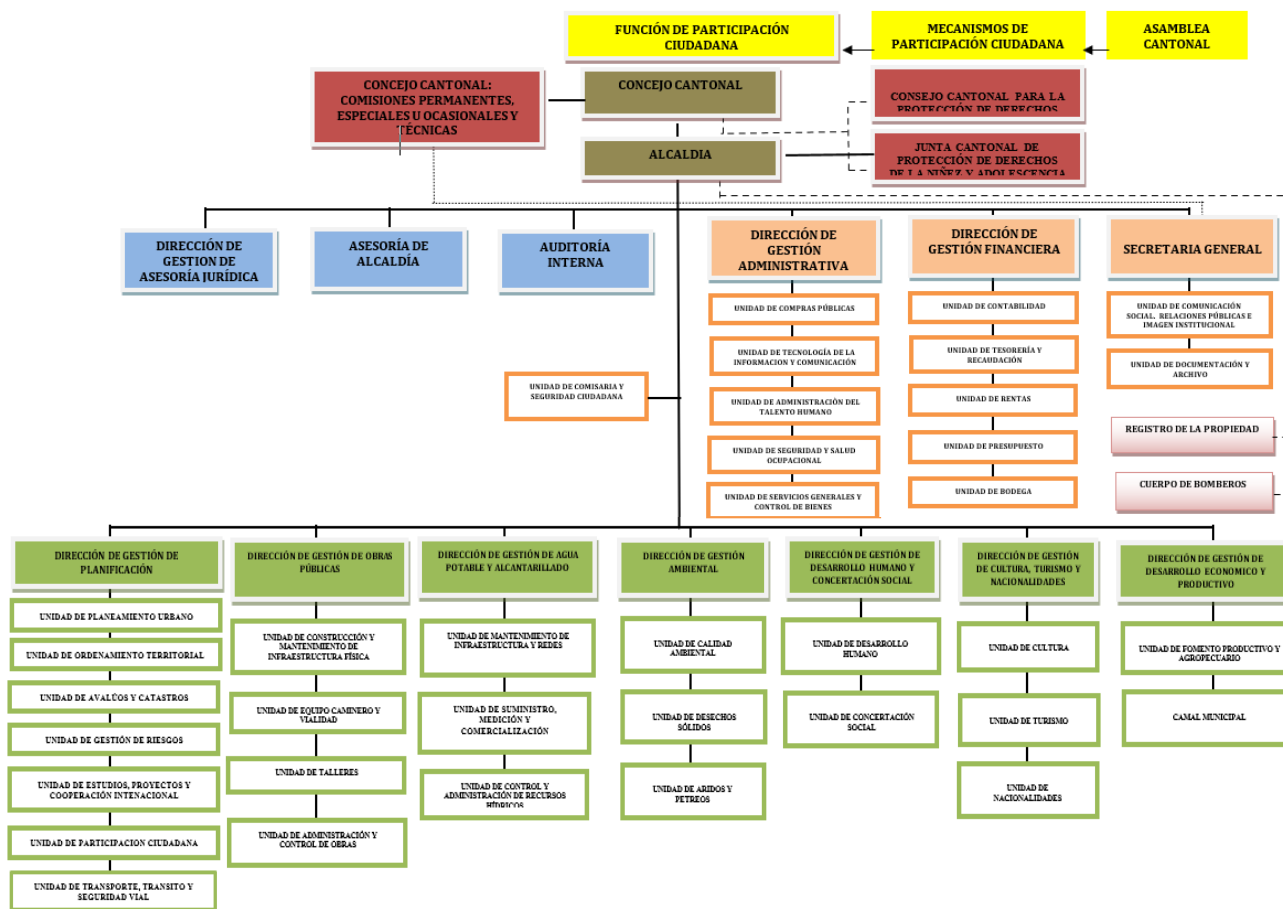 FUNCIÓN DE PARTICIPACIÓN
CIUDADANA
MECANISMOS DE
PARTICIPACIÓN CIUDADANA
ASAMBLEA
CANTONAL
CONCEJO CANTONAL:
COMISIONES PERMANENTES,
ESPECIALES U OCASIONALES Y
TÉCNICAS
CONCEJO CANTONAL
CONSEJO CANTONAL PARA LA
PROTECCIÓN DE DERECHOS
ALCALDIA
JUNTA CANTONAL DE
PROTECCIÓN DE DERECHOS
DE LA NIÑEZ Y ADOLESCENCIA
DIRECCIÓN DE
GESTION DE
ASESORÍA JURÍDICA
ASESORÍA DE
ALCALDÍA
AUDITORÍA
INTERNA
DIRECCIÓN DE
GESTIÓN
ADMINISTRATIVA
DIRECCIÓN DE
GESTIÓN FINANCIERA
SECRETARIA GENERAL
UNIDAD DE COMPRAS PÚBLICAS
UNIDAD DE TECNOLOGÍA DE LA
INFORMACION Y COMUNICACIÓN
UNIDAD DE ADMINISTRACIÒN DEL
TALENTO HUMANO
UNIDAD DE SEGURIDAD Y SALUD
OCUPACIONAL
UNIDAD DE SERVICIOS GENERALES Y
CONTROL DE BIENES
UNIDAD DE CONTABILIDAD
UNIDAD DE TESORERÍA Y
RECAUDACIÓN
UNIDAD DE RENTAS
UNIDAD DE PRESUPUESTO
UNIDAD DE BODEGA
UNIDAD DE COMUNICACIÓN
SOCIAL, RELACIONES PÚBLICAS E
IMAGEN INSTITUCIONAL
UNIDAD DE DOCUMENTACIÓN Y
ARCHIVO
UNIDAD DE COMISARIA Y
SEGURIDAD CIUDADANA
REGISTRO DE LA PROPIEDAD
CUERPO DE BOMBEROS
DIRECCIÓN DE GESTIÓN DE
PLANIFICACIÓN
UNIDAD DE PLANEAMIENTO URBANO
UNIDAD DE ORDENAMIENTO TERRITORIAL
UNIDAD DE AVALÚOS Y CATASTROS
UNIDAD DE GESTIÓN DE RIESGOS
UNIDAD DE ESTUDIOS, PROYECTOS Y
COOPERACIÓN INTENACIONAL
UNIDAD DE PARTICIPACION CIUDADANA
UNIDAD DE TRANSPORTE, TRANSITO Y
SEGURIDAD VIAL
DIRECCIÓN DE GESTIÓN DE OBRAS
PÚBLICAS
UNIDAD DE CONSTRUCCIÓN Y
MANTENIMIENTO DE
INFRAESTRUCTURA FÍSICA
UNIDAD DE EQUIPO CAMINERO Y
VIALIDAD
UNIDAD DE TALLERES
UNIDAD DE ADMINISTRACIÓN Y
CONTROL DE OBRAS
DIRECCIÓN DE GESTIÓN DE AGUA
POTABLE Y ALCANTARILLADO
UNIDAD DE MANTENIMIENTO DE
INFRAESTRUCTURA Y REDES
UNIDAD DE SUMINISTRO,
MEDICIÓN Y
COMERCIALIZACIÓN
UNIDAD DE CONTROL Y
ADMINISTRACIÓN DE RECURSOS
HÍDRICOS
DIRECCIÓN DE GESTIÓN
AMBIENTAL
UNIDAD DE CALIDAD
AMBIENTAL
UNIDAD DE DESECHOS
SÓLIDOS
UNIDAD DE ARIDOS Y
PETREOS
DIRECCIÓN DE GESTIÓN DE
DESARROLLO HUMANO Y
CONCERTACIÓN SOCIAL
UNIDAD DE DESARROLLO
HUMANO
UNIDAD DE CONCERTACIÓN
SOCIAL
DIRECCIÓN DE GESTIÓN
DE CULTURA, TURISMO Y
NACIONALIDADES
UNIDAD DE CULTURA
UNIDAD DE TURISMO
UNIDAD DE
NACIONALIDADES
DIRECCIÓN DE GESTIÓN DE
DESARROLLO ECONOMICO Y
PRODUCTIVO
UNIDAD DE FOMENTO PRODUCTIVO Y
AGROPECUARIO
CAMAL MUNICIPAL